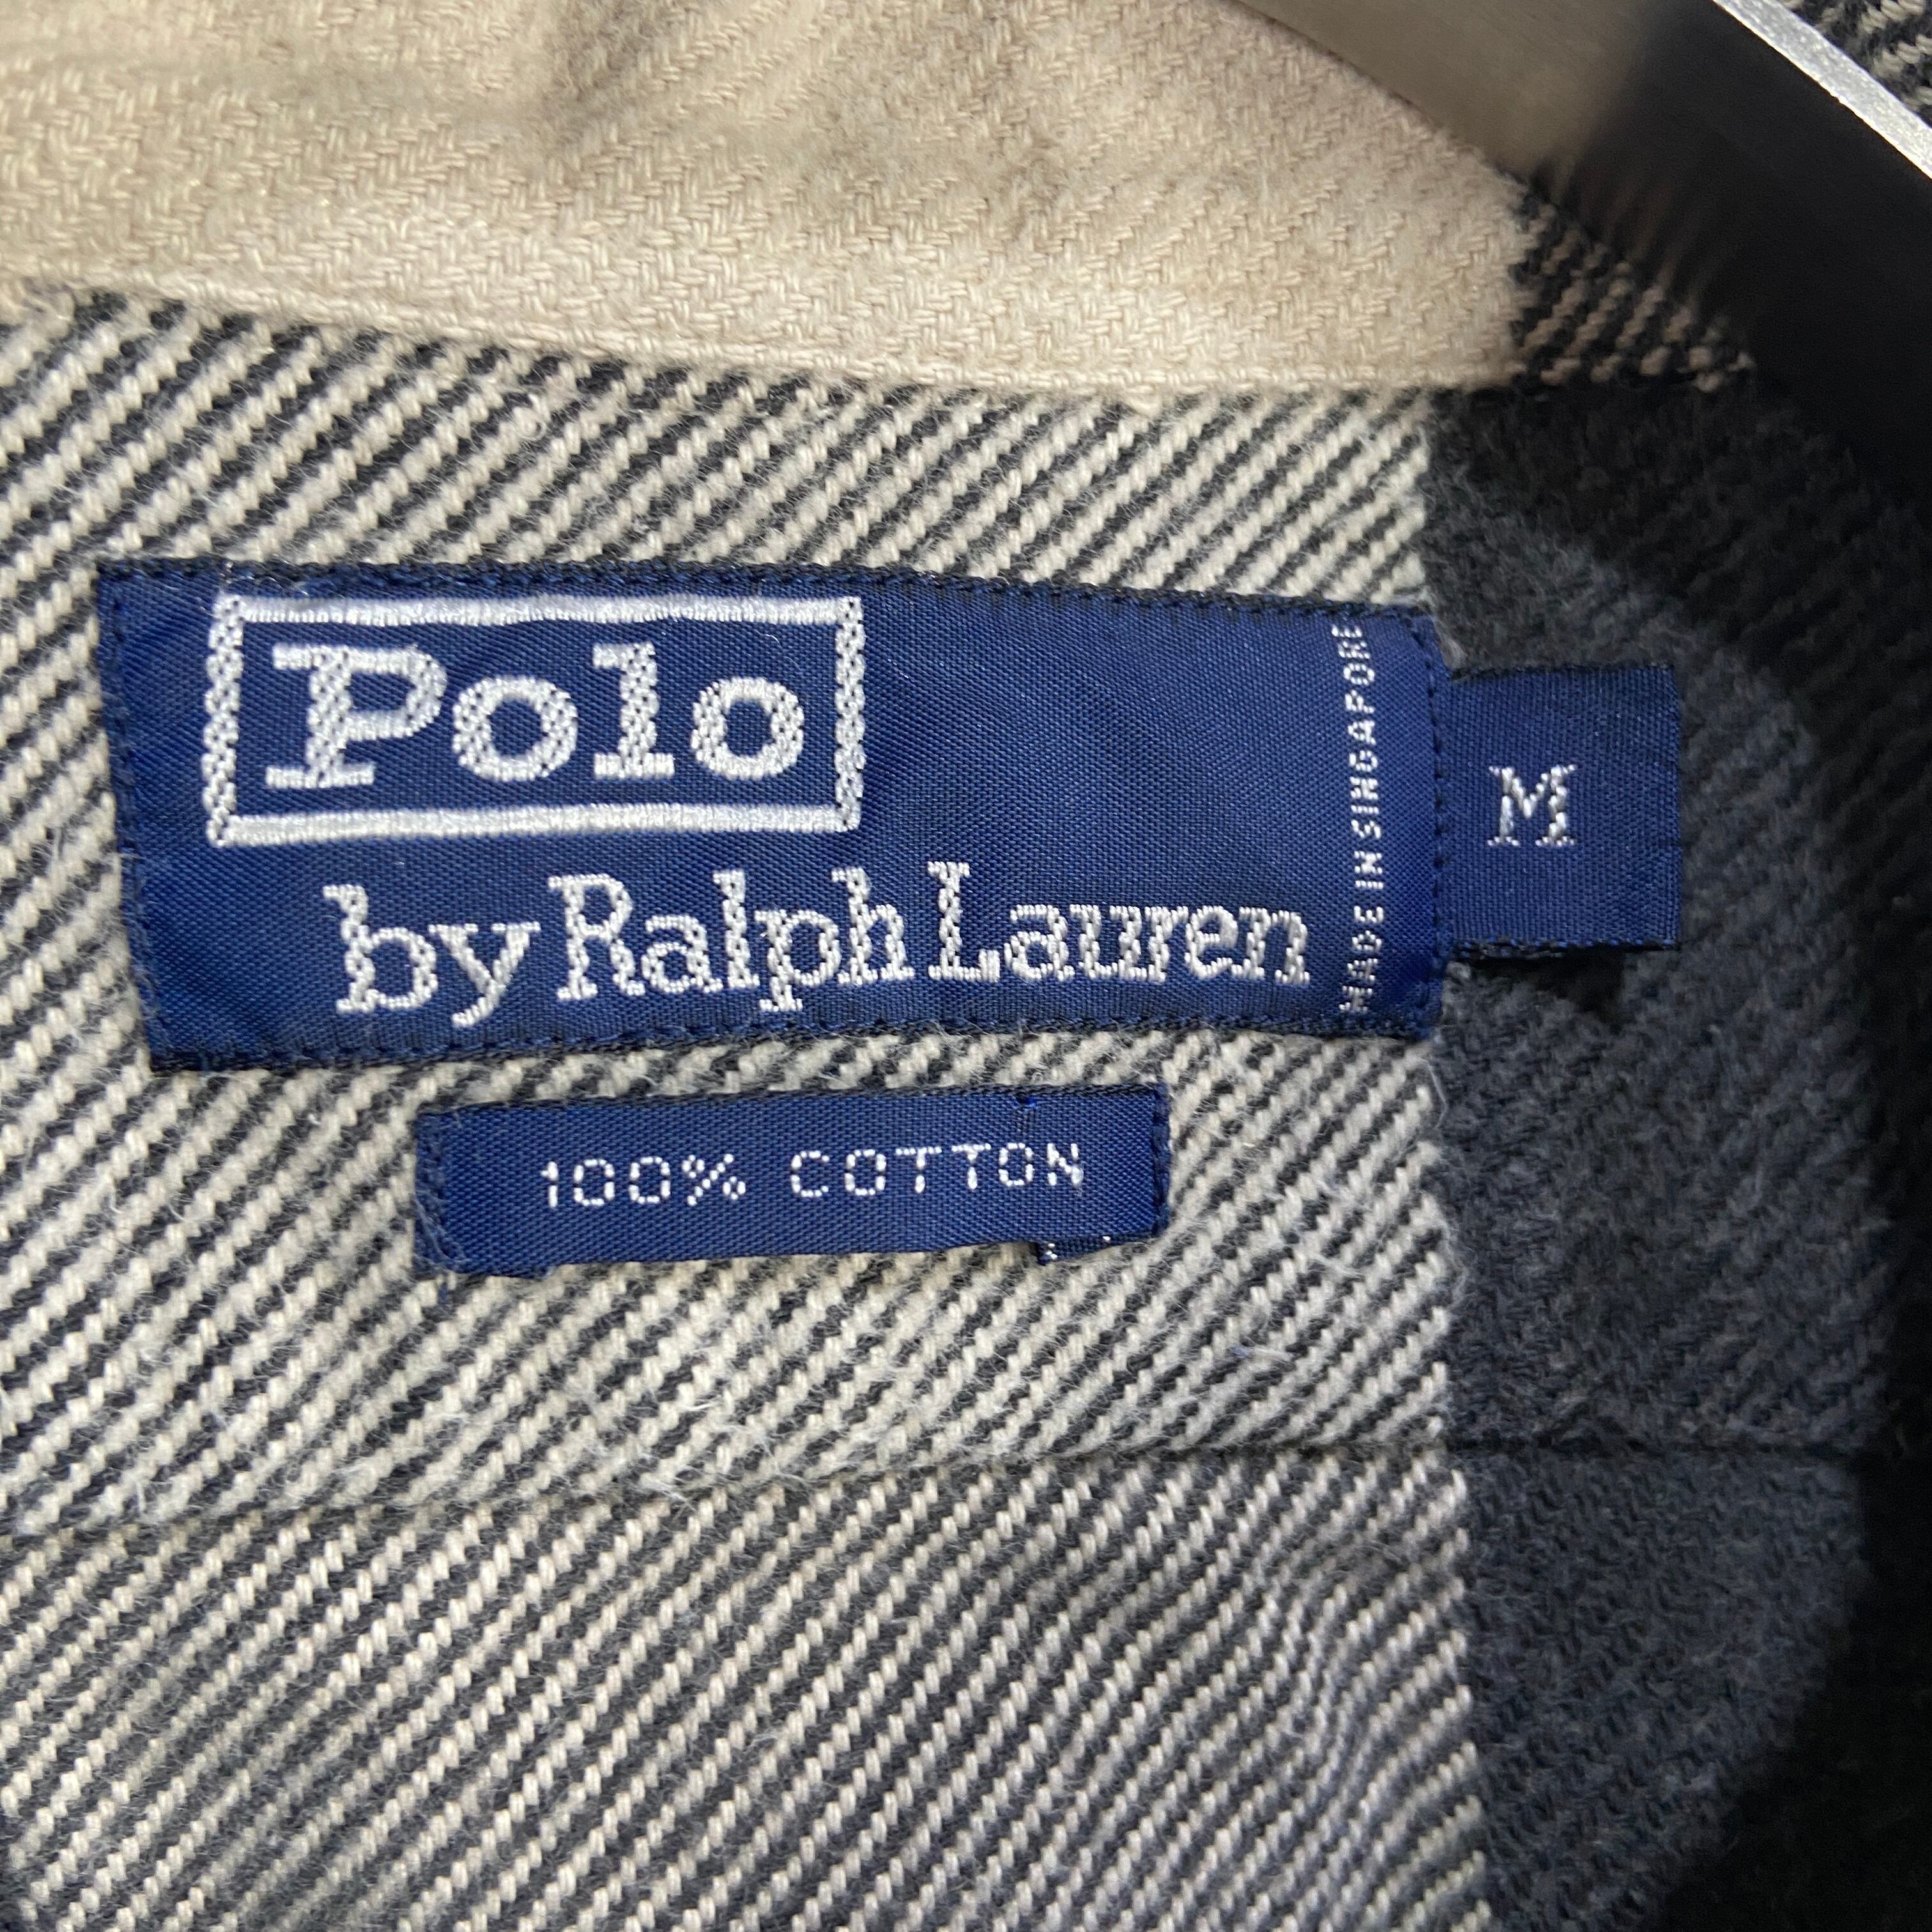 Polo
by Ralph Lauren
MADE IN SINGAPORE
M
100% COTTON